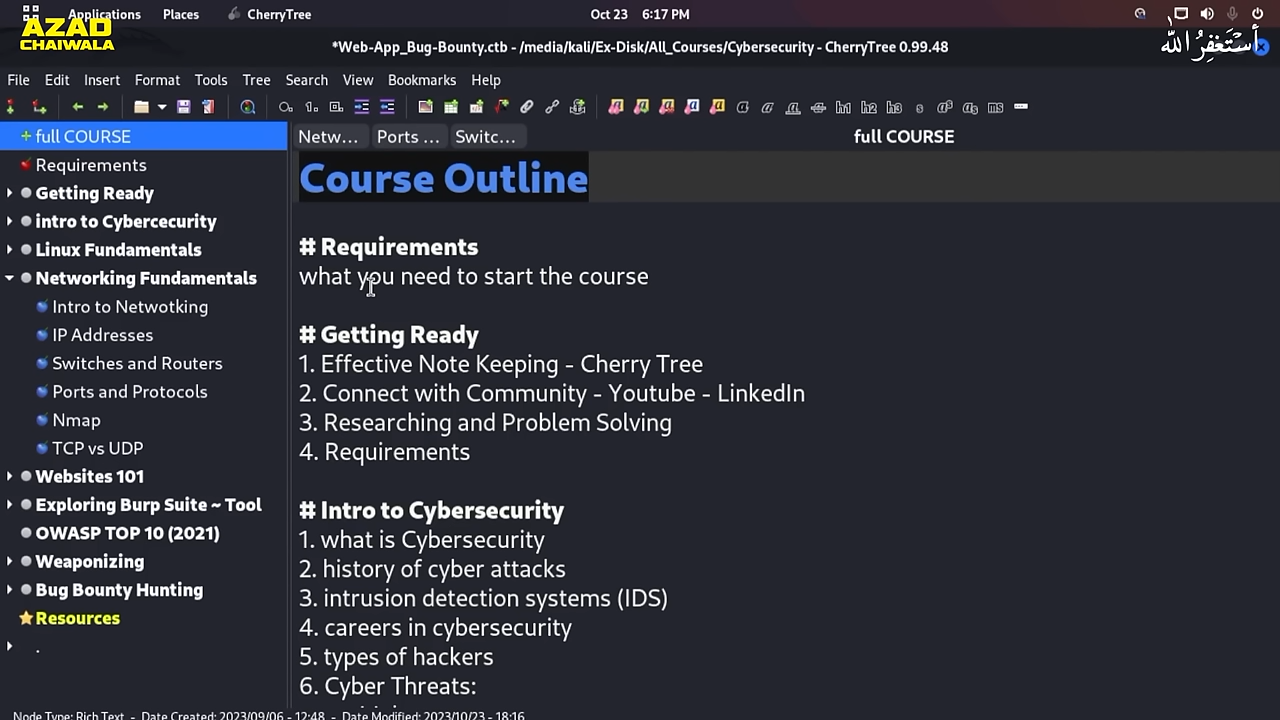 Applications Places CherryTree Oct 23 6:17 PM
AZAD
CHAIWALA
*Web-App_Bug-Bounty.ctb - /media/kali/Ex-Disk/All_Courses/Cybersecurity - CherryTree 0.99.48
أَسْتَغْفِرُ اللّٰه
File Edit Insert Format Tools Tree Search View Bookmarks Help
h1 h2 h3 s a a ms
full COURSE
Requirements
Getting Ready
intro to Cybercecurity
Linux Fundamentals
Networking Fundamentals
Intro to Netwotking
IP Addresses
Switches and Routers
Ports and Protocols
Nmap
TCP vs UDP
Websites 101
Exploring Burp Suite ~ Tool
OWASP TOP 10 (2021)
Weaponizing
Bug Bounty Hunting
Resources
.
Netw... Ports ... Switc... full COURSE
Course Outline
# Requirements
what you need to start the course
# Getting Ready
1. Effective Note Keeping - Cherry Tree
2. Connect with Community - Youtube - LinkedIn
3. Researching and Problem Solving
4. Requirements
# Intro to Cybersecurity
1. what is Cybersecurity
2. history of cyber attacks
3. intrusion detection systems (IDS)
4. careers in cybersecurity
5. types of hackers
6. Cyber Threats:
Node Type: Rich Text - Date Created: 2023/09/06 - 12:48 - Date Modified: 2023/10/23 - 18:16